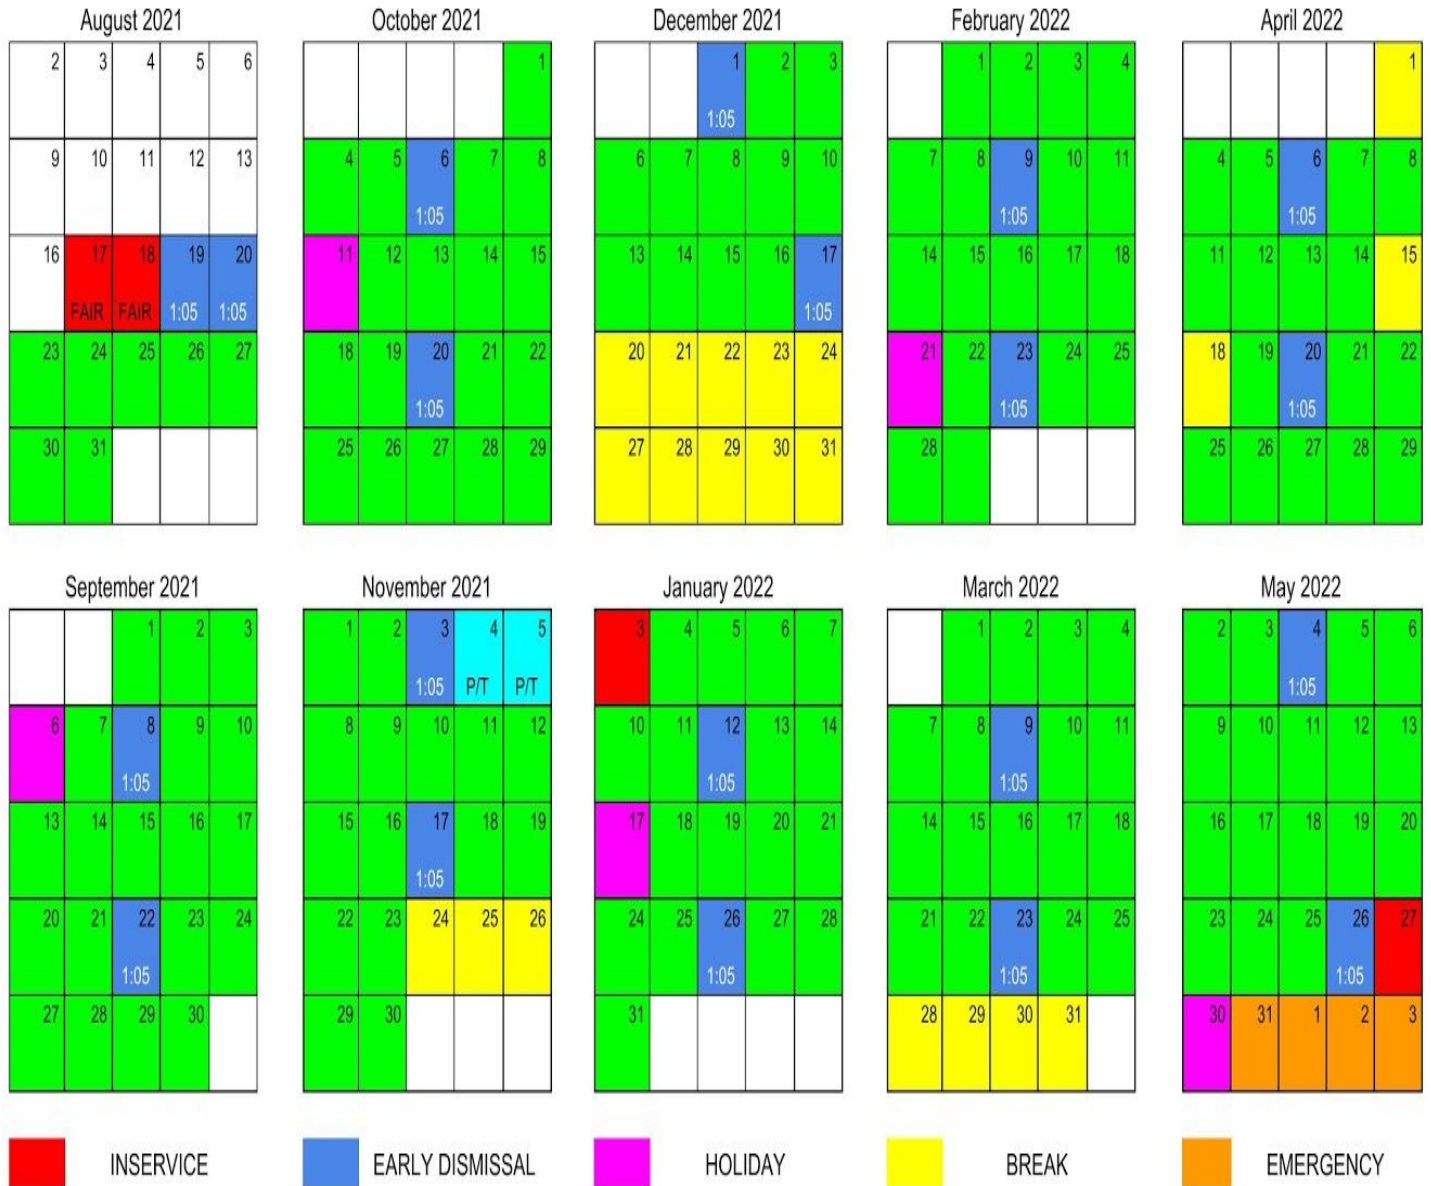 August 2021
2 3 4 5 6
9 10 11 12 13
16 17 18 19 20
FAIR FAIR 1:05 1:05
23 24 25 26 27
30 31
October 2021
1
4 5 6 7 8
1:05
11 12 13 14 15
18 19 20 21 22
1:05
25 26 27 28 29
December 2021
1 2 3
1:05
6 7 8 9 10
13 14 15 16 17
1:05
20 21 22 23 24
27 28 29 30 31
February 2022
1 2 3 4
7 8 9 10 11
1:05
14 15 16 17 18
21 22 23 24 25
1:05
28
April 2022
1
4 5 6 7 8
1:05
11 12 13 14 15
18 19 20 21 22
1:05
25 26 27 28 29
September 2021
1 2 3
6 7 8 9 10
1:05
13 14 15 16 17
20 21 22 23 24
1:05
27 28 29 30
November 2021
1 2 3 4 5
1:05 P/T P/T
8 9 10 11 12
15 16 17 18 19
1:05
22 23 24 25 26
29 30
January 2022
3 4 5 6 7
10 11 12 13 14
1:05
17 18 19 20 21
24 25 26 27 28
1:05
31
March 2022
1 2 3 4
7 8 9 10 11
1:05
14 15 16 17 18
21 22 23 24 25
1:05
28 29 30 31
May 2022
2 3 4 5 6
1:05
9 10 11 12 13
16 17 18 19 20
23 24 25 26 27
1:05
30 31 1 2 3
INSERVICE
EARLY DISMISSAL
HOLIDAY
BREAK
EMERGENCY